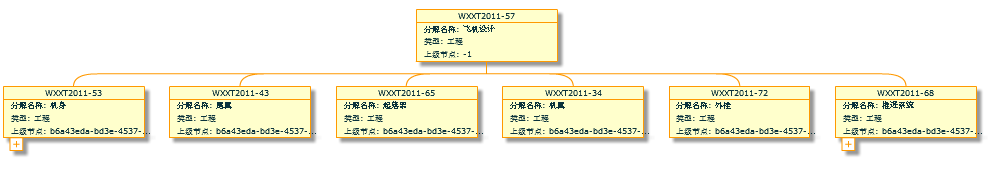 WXXT2011-57
分解名称: 飞机设计
类型: 工程
上级节点: -1
WXXT2011-53
分解名称: 机身
类型: 工程
上级节点: b6a43eda-bd3e-4537-...
WXXT2011-43
分解名称: 尾翼
类型: 工程
上级节点: b6a43eda-bd3e-4537-...
WXXT2011-65
分解名称: 起落架
类型: 工程
上级节点: b6a43eda-bd3e-4537-...
WXXT2011-34
分解名称: 机翼
类型: 工程
上级节点: b6a43eda-bd3e-4537-...
WXXT2011-72
分解名称: 外挂
类型: 工程
上级节点: b6a43eda-bd3e-4537-...
WXXT2011-68
分解名称: 推进系统
类型: 工程
上级节点: b6a43eda-bd3e-4537-...